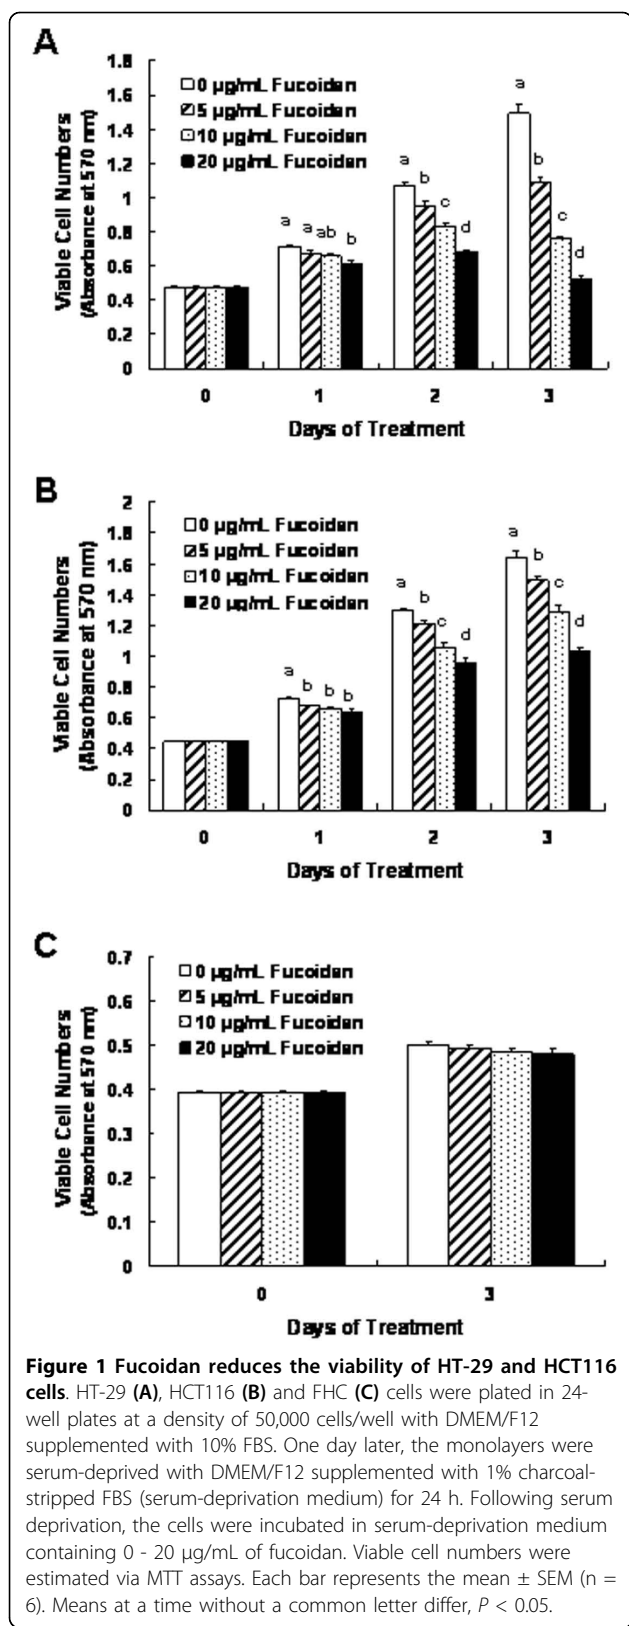 A
1.8
1.6
1.4
1.2
1
0.8
0.6
0.4
0.2
0
Viable Cell Numbers
(Absorbance at 570 nm)
0 µg/mL Fucoidan
5 µg/mL Fucoidan
10 µg/mL Fucoidan
20 µg/mL Fucoidan
a a ab b
a b c d
a b c d
0 1 2 3
Days of Treatment
B
2
1.8
1.6
1.4
1.2
1
0.8
0.6
0.4
0.2
0
Viable Cell Numbers
(Absorbance at 570 nm)
0 µg/mL Fucoidan
5 µg/mL Fucoidan
10 µg/mL Fucoidan
20 µg/mL Fucoidan
a b b b
a b c d
a b c d
0 1 2 3
Days of Treatment
C
0.7
0.6
0.5
0.4
0.3
0.2
0.1
0
Viable Cell Numbers
(Absorbance at 570 nm)
0 µg/mL Fucoidan
5 µg/mL Fucoidan
10 µg/mL Fucoidan
20 µg/mL Fucoidan
0 3
Days of Treatment
Figure 1 Fucoidan reduces the viability of HT-29 and HCT116
cells. HT-29 (A), HCT116 (B) and FHC (C) cells were plated in 24-
well plates at a density of 50,000 cells/well with DMEM/F12
supplemented with 10% FBS. One day later, the monolayers were
serum-deprived with DMEM/F12 supplemented with 1% charcoal-
stripped FBS (serum-deprivation medium) for 24 h. Following serum
deprivation, the cells were incubated in serum-deprivation medium
containing 0 - 20 µg/mL of fucoidan. Viable cell numbers were
estimated via MTT assays. Each bar represents the mean ± SEM (n =
6). Means at a time without a common letter differ, P < 0.05.